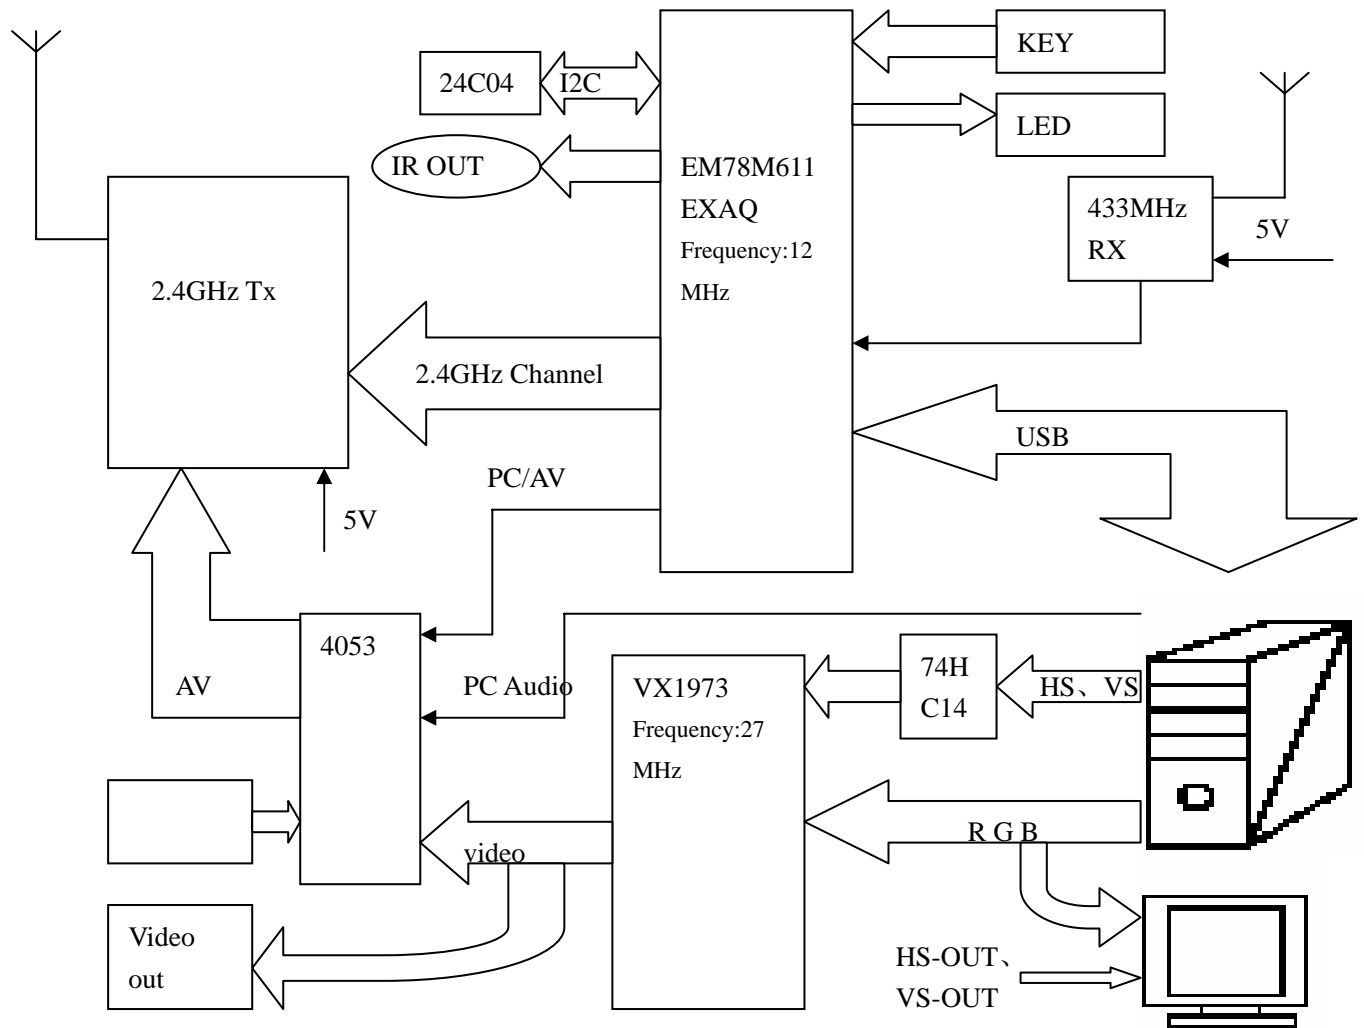 KEY
24C04
I2C
LED
IR OUT
EM78M611
EXAQ
Frequency:12
MHz
433MHz
RX
5V
2.4GHz Tx
2.4GHz Channel
USB
PC/AV
5V
4053
AV
PC Audio
VX1973
Frequency:27
MHz
74H
C14
HS、VS
R G B
video
Video
out
HS-OUT、
VS-OUT